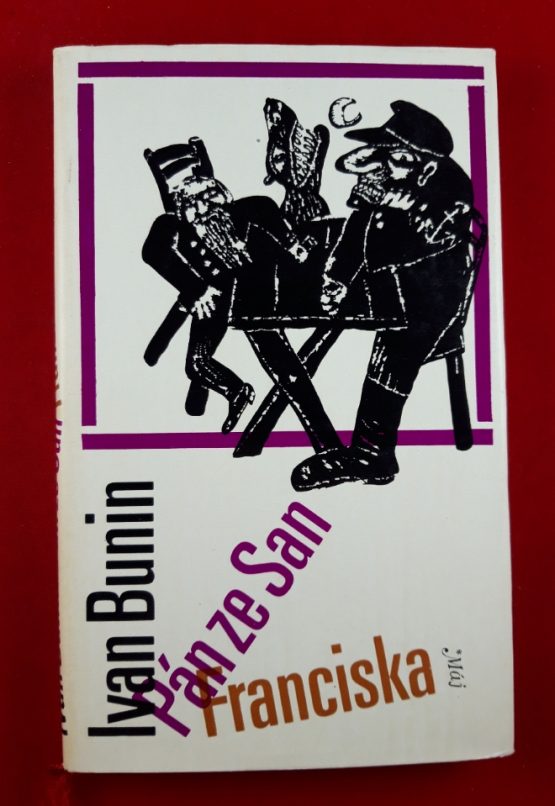 Ivan Bunin
Pán ze San
Franciska
Máj